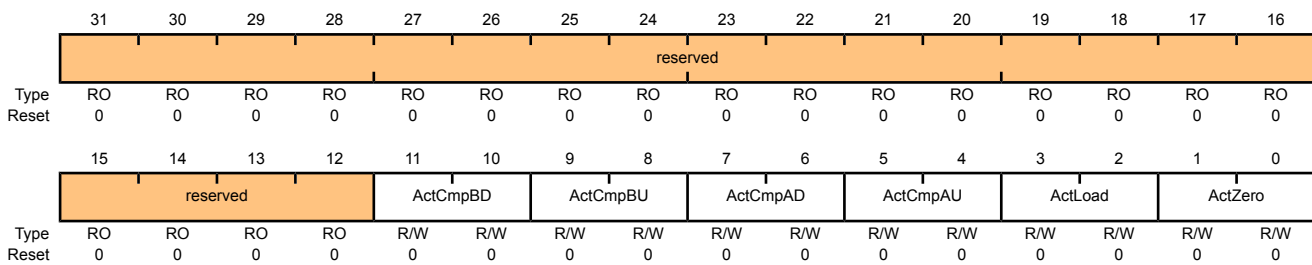 31 30 29 28 27 26 25 24 23 22 21 20 19 18 17 16
reserved
Type RO RO RO RO RO RO RO RO RO RO RO RO RO RO RO RO
Reset 0 0 0 0 0 0 0 0 0 0 0 0 0 0 0 0
15 14 13 12 11 10 9 8 7 6 5 4 3 2 1 0
reserved ActCmpBD ActCmpBU ActCmpAD ActCmpAU ActLoad ActZero
Type RO RO RO RO R/W R/W R/W R/W R/W R/W R/W R/W R/W R/W R/W R/W
Reset 0 0 0 0 0 0 0 0 0 0 0 0 0 0 0 0